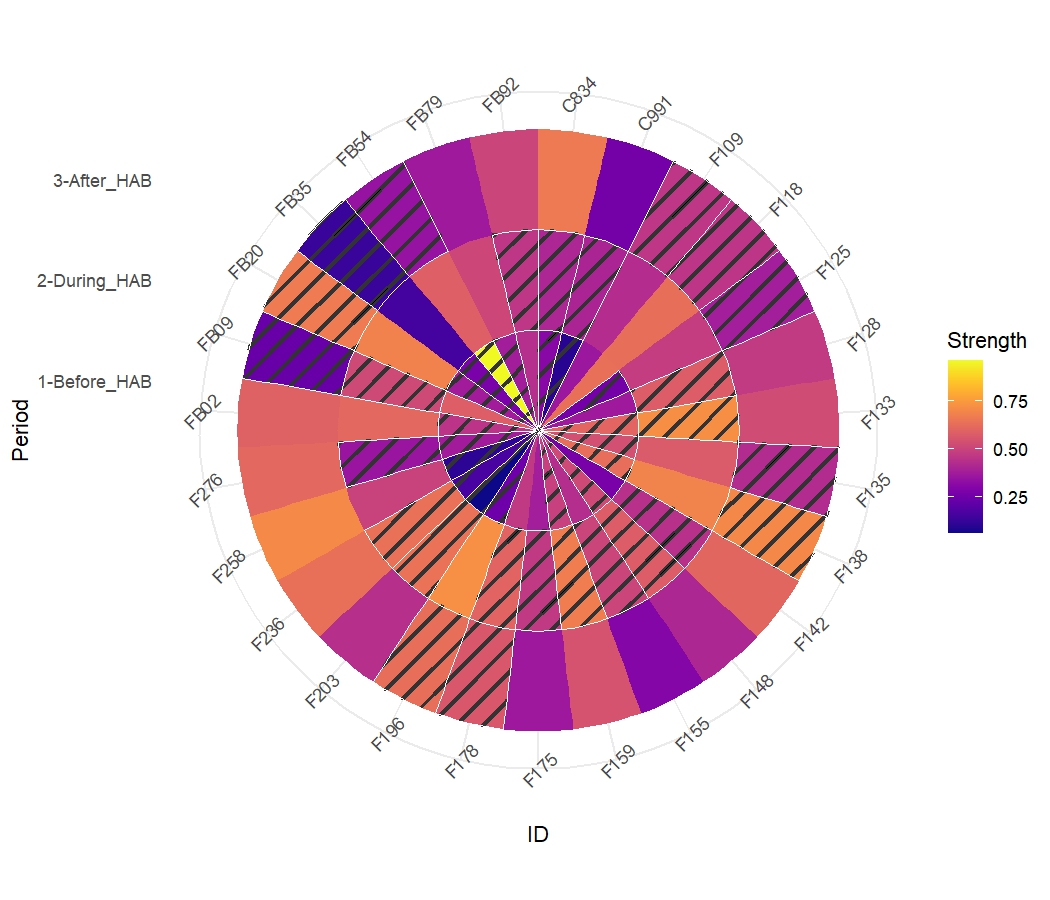 FB92
C834
FB79
C991
FB54
F109
3-After_HAB
FB35
F118
FB20
F125
2-During_HAB
FB09
F128
Strength
1-Before_HAB
0.75
FB02
F133
Period
0.50
F276
F135
0.25
F258
F138
F236
F142
F203
F148
F196
F155
F178
F159
F175
ID